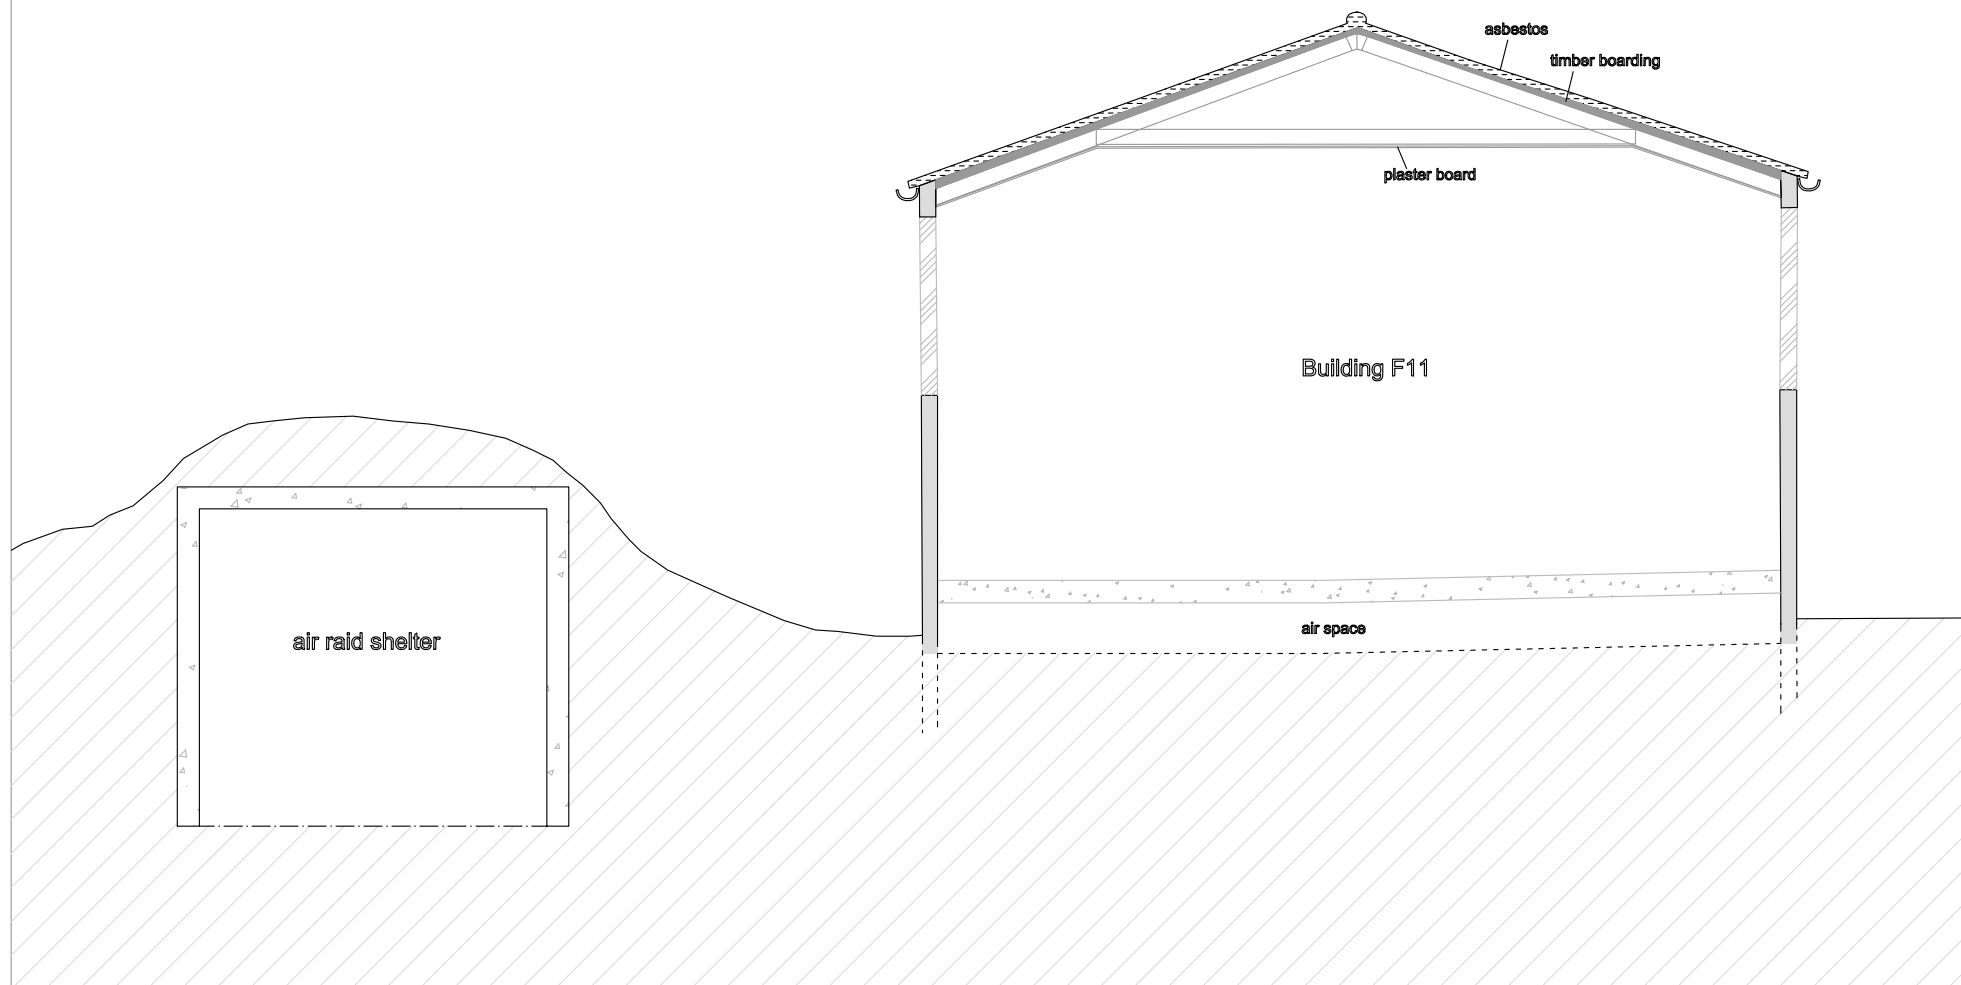 asbestos
timber boarding
plaster board
Building F11
air space
air raid shelter